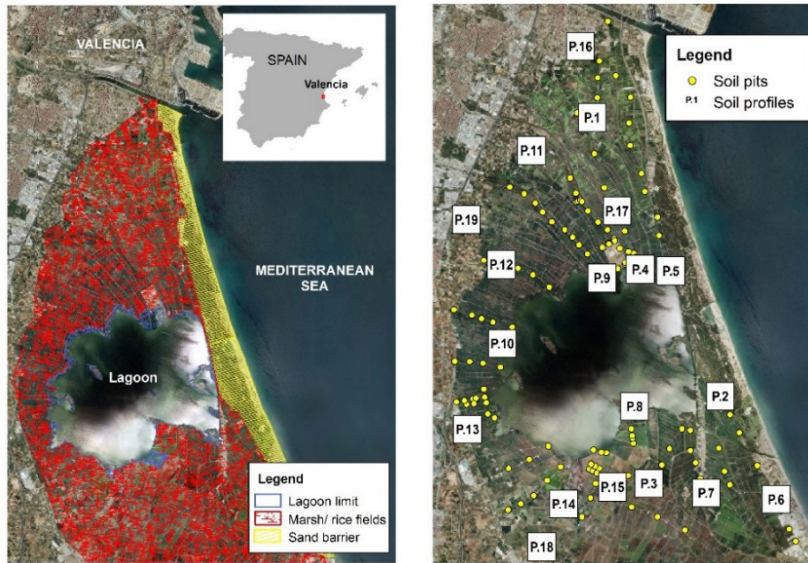 VALENCIA
SPAIN
Valencia
MEDITERRANEAN
SEA
Lagoon
Legend
Lagoon limit
Marsh/ rice fields
Sand barrier
Legend
Soil pits
P.1 Soil profiles
P.16
P.1
P.11
P.17
P.19
P.12
P.9
P.4
P.5
P.10
P.8
P.2
P.13
P.3
P.7
P.6
P.15
P.14
P.18